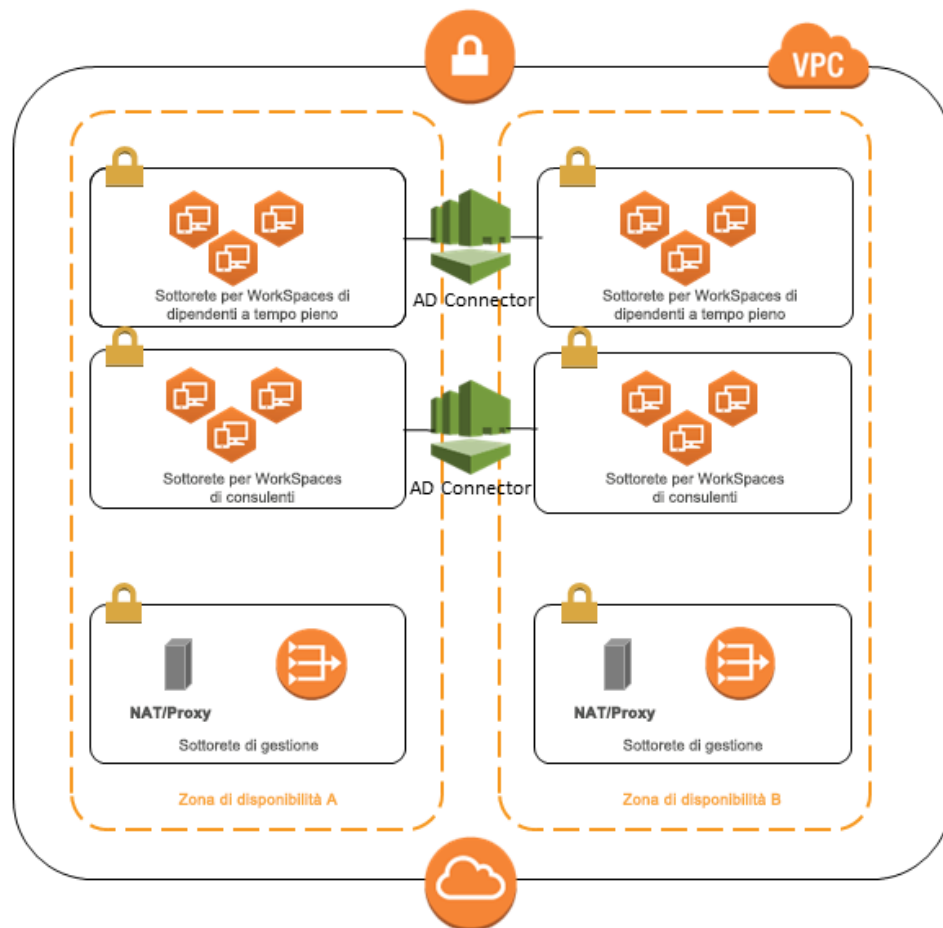 VPC
Sottorete per WorkSpaces di
dipendenti a tempo pieno
AD Connector
Sottorete per WorkSpaces di
dipendenti a tempo pieno
Sottorete per WorkSpaces
di consulenti
AD Connector
Sottorete per WorkSpaces
di consulenti
NAT/Proxy
Sottorete di gestione
NAT/Proxy
Sottorete di gestione
Zona di disponibilità A
Zona di disponibilità B